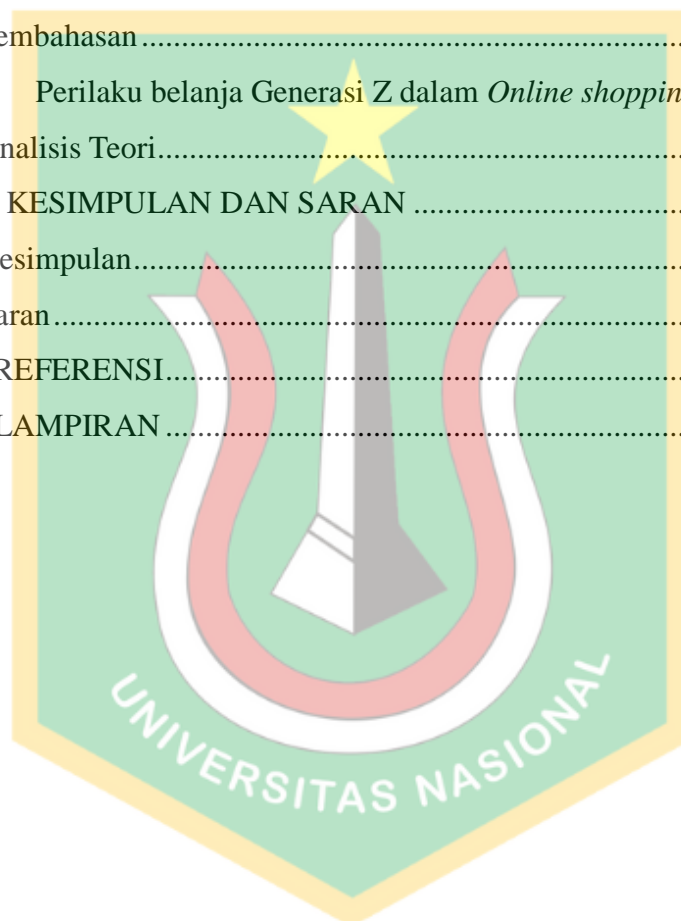 embahasan........................................................................
Perilaku belanja Generasi Z dalam Online shoppin
nalisis Teori........................................................................
KESIMPULAN DAN SARAN ........................................
esimpulan........................................................................
aran........................................................................
REFERENSI........................................................................
LAMPIRAN ........................................................................
UNIVERSITAS NASIONAL